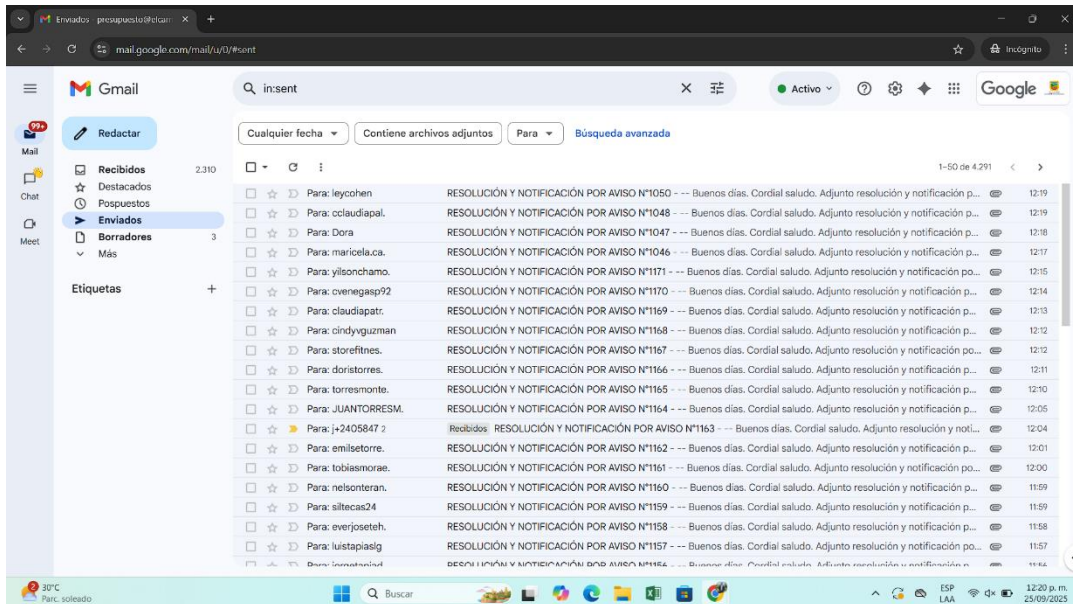 Enviados - presupuesto@elcar
mail.google.com/mail/u/0/#sent
Incógnito
Gmail
in:sent
Activo
Google
99+
Mail
Chat
Meet
Redactar
Recibidos 2.310
Destacados
Pospuestos
Enviados
Borradores 3
Más
Etiquetas
Cualquier fecha
Contiene archivos adjuntos
Para
Búsqueda avanzada
1–50 de 4.291
Para: leycohen RESOLUCIÓN Y NOTIFICACIÓN POR AVISO N°1050 - -- Buenos días. Cordial saludo. Adjunto resolución y notificación p... 12:19
Para: cclaudiapal. RESOLUCIÓN Y NOTIFICACIÓN POR AVISO N°1048 - -- Buenos días. Cordial saludo. Adjunto resolución y notificación p... 12:19
Para: Dora RESOLUCIÓN Y NOTIFICACIÓN POR AVISO N°1047 - -- Buenos días. Cordial saludo. Adjunto resolución y notificación p... 12:18
Para: maricela.ca. RESOLUCIÓN Y NOTIFICACIÓN POR AVISO N°1046 - -- Buenos días. Cordial saludo. Adjunto resolución y notificación p... 12:17
Para: yilsonchamo. RESOLUCIÓN Y NOTIFICACIÓN POR AVISO N°1171 - -- Buenos días. Cordial saludo. Adjunto resolución y notificación po... 12:15
Para: cvenegasp92 RESOLUCIÓN Y NOTIFICACIÓN POR AVISO N°1170 - -- Buenos días. Cordial saludo. Adjunto resolución y notificación p... 12:14
Para: claudiapatr. RESOLUCIÓN Y NOTIFICACIÓN POR AVISO N°1169 - -- Buenos días. Cordial saludo. Adjunto resolución y notificación p... 12:13
Para: cindyvguzman RESOLUCIÓN Y NOTIFICACIÓN POR AVISO N°1168 - -- Buenos días. Cordial saludo. Adjunto resolución y notificación p... 12:12
Para: storefitnes. RESOLUCIÓN Y NOTIFICACIÓN POR AVISO N°1167 - -- Buenos días. Cordial saludo. Adjunto resolución y notificación po... 12:12
Para: doristorres. RESOLUCIÓN Y NOTIFICACIÓN POR AVISO N°1166 - -- Buenos días. Cordial saludo. Adjunto resolución y notificación p... 12:11
Para: torresmonte. RESOLUCIÓN Y NOTIFICACIÓN POR AVISO N°1165 - -- Buenos días. Cordial saludo. Adjunto resolución y notificación p... 12:10
Para: JUANTORRESM. RESOLUCIÓN Y NOTIFICACIÓN POR AVISO N°1164 - -- Buenos días. Cordial saludo. Adjunto resolución y notificación p... 12:05
Para: j+2405847 2 Recibidos RESOLUCIÓN Y NOTIFICACIÓN POR AVISO N°1163 - -- Buenos días. Cordial saludo. Adjunto resolución y noti... 12:04
Para: emilsetorre. RESOLUCIÓN Y NOTIFICACIÓN POR AVISO N°1162 - -- Buenos días. Cordial saludo. Adjunto resolución y notificación p... 12:01
Para: tobiasmorae. RESOLUCIÓN Y NOTIFICACIÓN POR AVISO N°1161 - -- Buenos días. Cordial saludo. Adjunto resolución y notificación po... 12:00
Para: nelsonteran. RESOLUCIÓN Y NOTIFICACIÓN POR AVISO N°1160 - -- Buenos días. Cordial saludo. Adjunto resolución y notificación p... 11:59
Para: siltecas24 RESOLUCIÓN Y NOTIFICACIÓN POR AVISO N°1159 - -- Buenos días. Cordial saludo. Adjunto resolución y notificación p... 11:59
Para: everjoseteh. RESOLUCIÓN Y NOTIFICACIÓN POR AVISO N°1158 - -- Buenos días. Cordial saludo. Adjunto resolución y notificación p... 11:58
Para: luistapiaslg RESOLUCIÓN Y NOTIFICACIÓN POR AVISO N°1157 - -- Buenos días. Cordial saludo. Adjunto resolución y notificación po... 11:57
2 30°C
Parc. soleado
Buscar
ESP
LAA
12:20 p. m.
25/09/2025